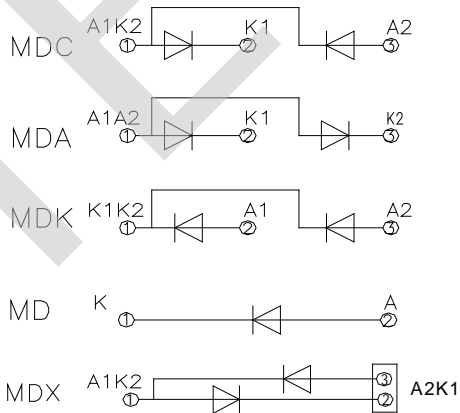 MDC A1K2 1 K1 2 A2 3
MDA A1A2 1 K1 2 K2 3
MDK K1K2 1 A1 2 A2 3
MD K 1 A 2
MDX A1K2 1 3 2 A2K1